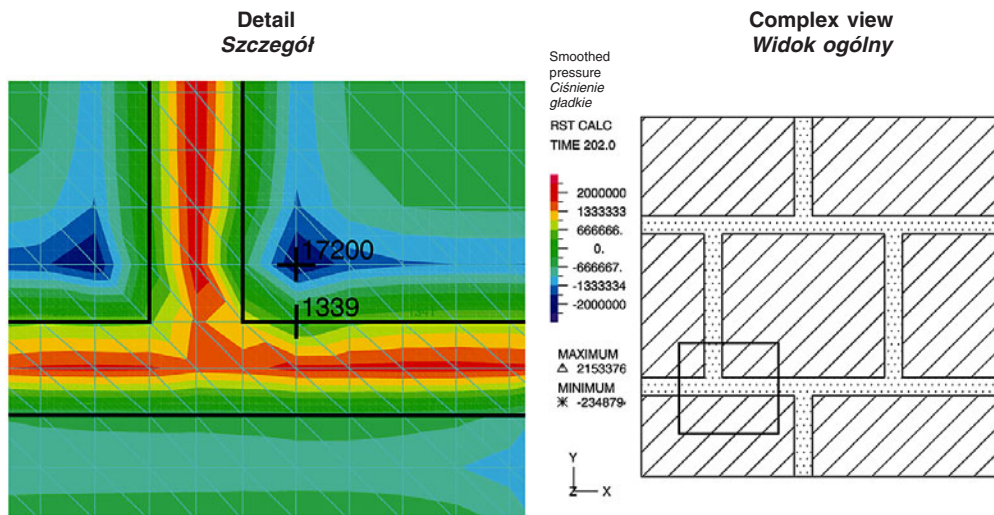 Detail
Szczegół
Complex view
Widok ogólny
Smoothed
pressure
Ciśnienie
gładkie
RST CALC
TIME 202.0
2000000
1333333
666666.
0.
-666667.
-1333334
-2000000
MAXIMUM
2153376
MINIMUM
-234879
17200
1339
Y
Z X